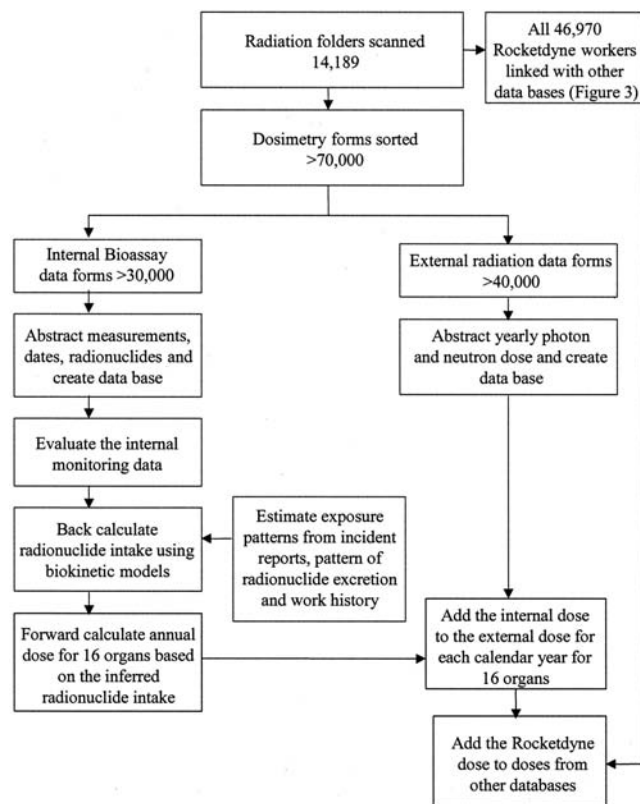 Radiation folders scanned
14,189
All 46,970
Rocketdyne workers
linked with other
data bases (Figure 3)
Dosimetry forms sorted
>70,000
Internal Bioassay
data forms >30,000
External radiation data forms
>40,000
Abstract measurements,
dates, radionuclides and
create data base
Abstract yearly photon
and neutron dose and create
data base
Evaluate the internal
monitoring data
Back calculate
radionuclide intake using
biokinetic models
Estimate exposure
patterns from incident
reports, pattern of
radionuclide excretion
and work history
Forward calculate annual
dose for 16 organs based
on the inferred
radionuclide intake
Add the internal dose
to the external dose for
each calendar year for
16 organs
Add the Rocketdyne
dose to doses from
other databases